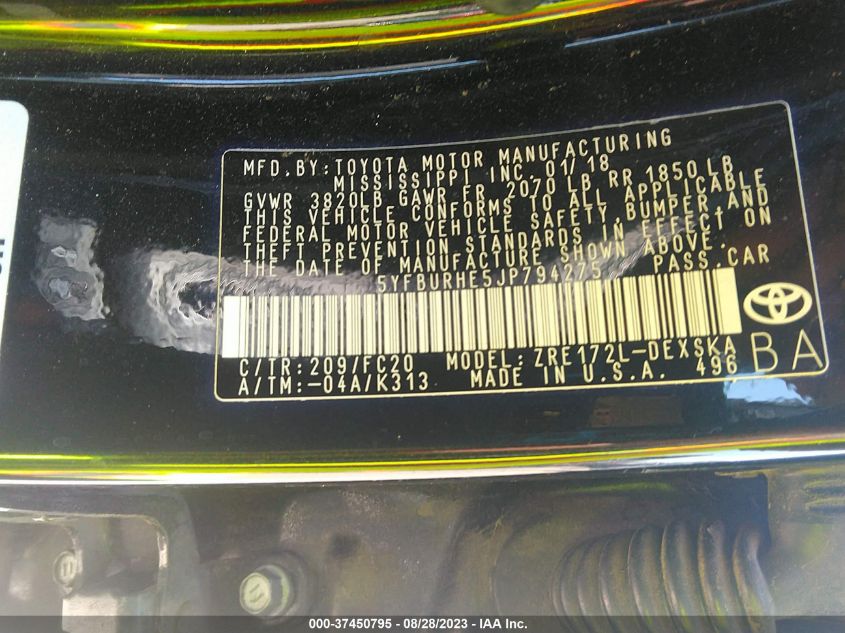 MFD.BY:TOYOTA MOTOR MANUFACTURING
MISSISSIPPI INC.01/18
GVWR 3820LB GAWR FR 2070 LB RR 1850 LB
THIS VEHICLE CONFORMS TO ALL APPLICABLE
FEDERAL MOTOR VEHICLE SAFETY,BUMPER,AND
THEFT PREVENTION STANDARDS IN EFFECT ON
THE DATE OF MANUFACTURE SHOWN ABOVE.
5YFBURHE5JP794275 PASS.CAR
C/TR:209/FC20 MODEL:ZRE172L-DEXSKA
A/TM:-04A/K313 MADE IN U.S.A. 496
BA
000-37450795 - 08/28/2023 - IAA Inc.